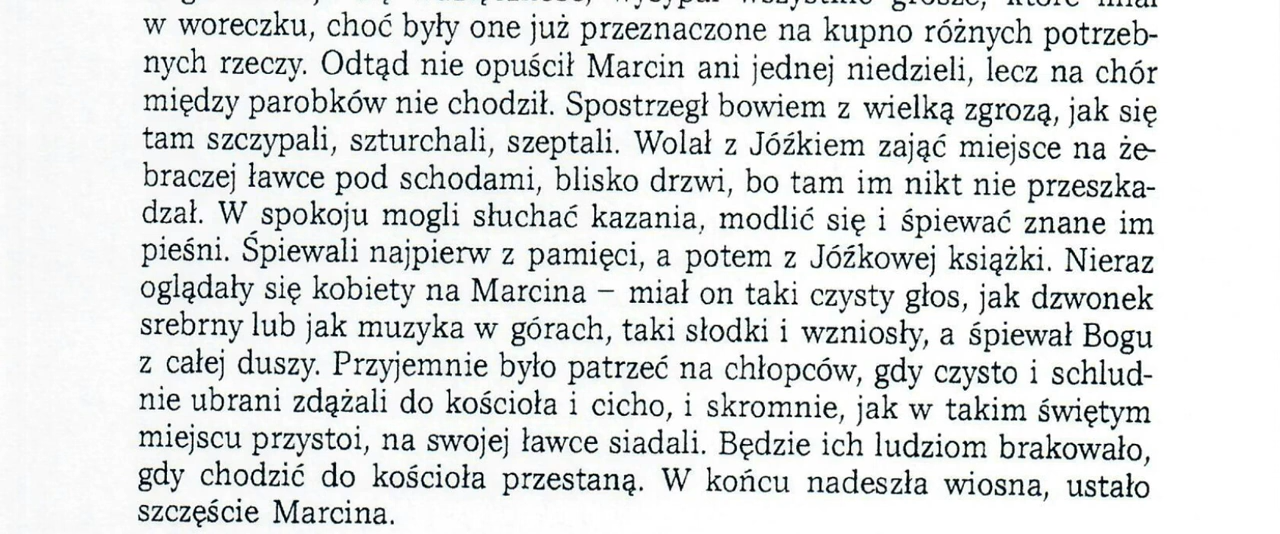 w woreczku, choć były one już przeznaczone na kupno różnych potrzeb-
nych rzeczy. Odtąd nie opuścił Marcin ani jednej niedzieli, lecz na chór
między parobków nie chodził. Spostrzegł bowiem z wielką zgrozą, jak się
tam szczypali, szturchali, szeptali. Wolał z Jóźkiem zająć miejsce na że-
braczej ławce pod schodami, blisko drzwi, bo tam im nikt nie przeszka-
dzał. W spokoju mogli słuchać kazania, modlić się i śpiewać znane im
pieśni. Śpiewali najpierw z pamięci, a potem z Jóźkowej książki. Nieraz
oglądały się kobiety na Marcina – miał on taki czysty głos, jak dzwonek
srebrny lub jak muzyka w górach, taki słodki i wzniosły, a śpiewał Bogu
z całej duszy. Przyjemnie było patrzeć na chłopców, gdy czysto i schlud-
nie ubrani zdążali do kościoła i cicho, i skromnie, jak w takim świętym
miejscu przystoi, na swojej ławce siadali. Będzie ich ludziom brakowało,
gdy chodzić do kościoła przestaną. W końcu nadeszła wiosna, ustało
szczęście Marcina.